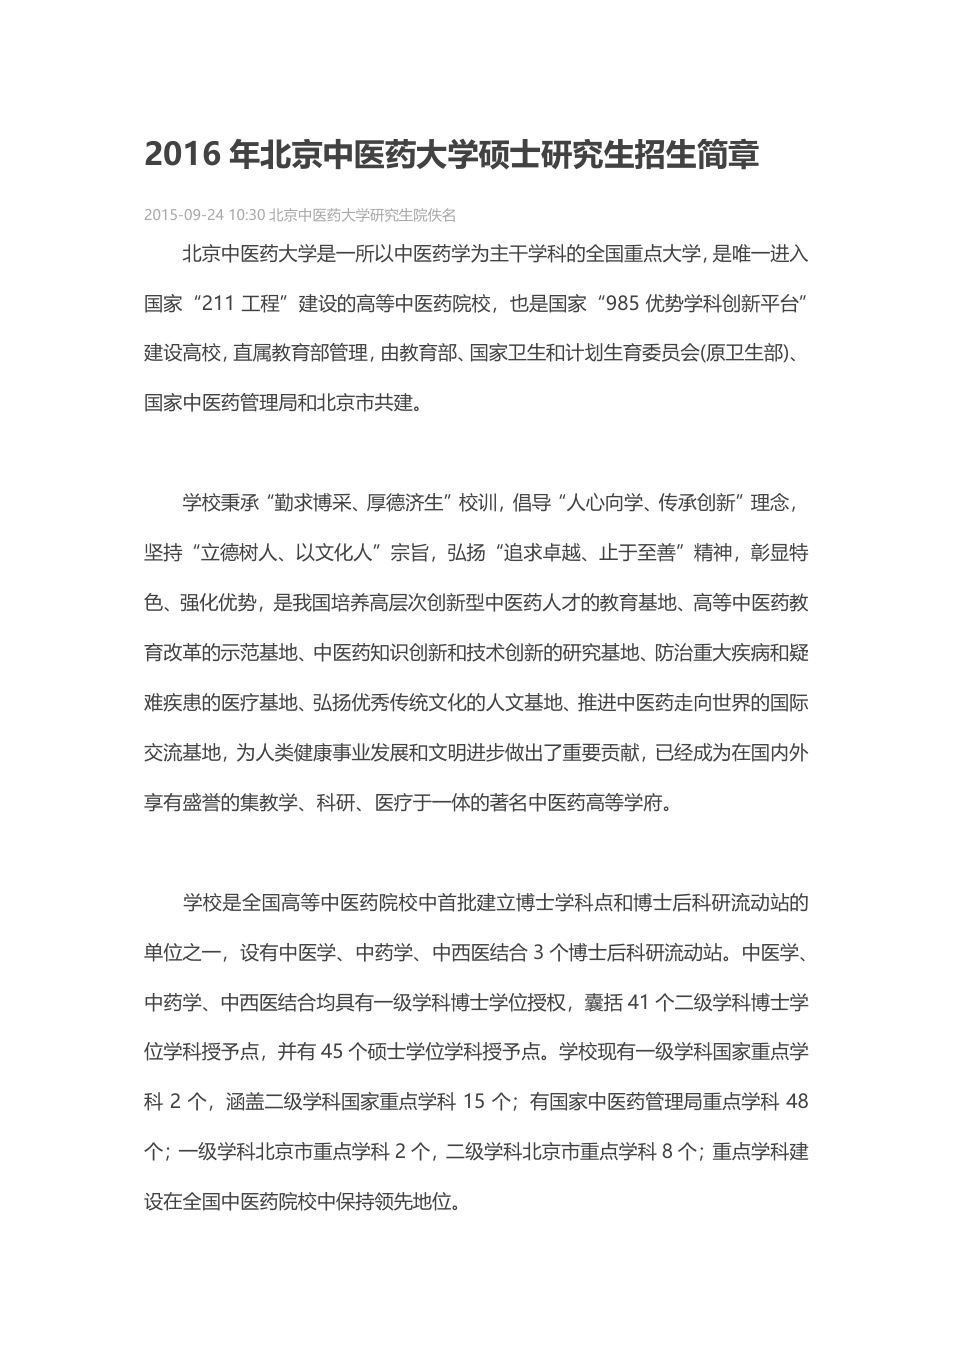 2016 年北京中医药大学硕士研究生招生简章
2015-09-24 10:30 北京中医药大学研究生院佚名
北京中医药大学是一所以中医药学为主干学科的全国重点大学，是唯一进入
国家“211 工程”建设的高等中医药院校，也是国家“985 优势学科创新平台”
建设高校，直属教育部管理，由教育部、国家卫生和计划生育委员会(原卫生部)、
国家中医药管理局和北京市共建。
学校秉承“勤求博采、厚德济生”校训，倡导“人心向学、传承创新”理念，
坚持“立德树人、以文化人”宗旨，弘扬“追求卓越、止于至善”精神，彰显特
色、强化优势，是我国培养高层次创新型中医药人才的教育基地、高等中医药教
育改革的示范基地、中医药知识创新和技术创新的研究基地、防治重大疾病和疑
难疾患的医疗基地、弘扬优秀传统文化的人文基地、推进中医药走向世界的国际
交流基地，为人类健康事业发展和文明进步做出了重要贡献，已经成为在国内外
享有盛誉的集教学、科研、医疗于一体的著名中医药高等学府。
学校是全国高等中医药院校中首批建立博士学科点和博士后科研流动站的
单位之一，设有中医学、中药学、中西医结合 3 个博士后科研流动站。中医学、
中药学、中西医结合均具有一级学科博士学位授权，囊括 41 个二级学科博士学
位学科授予点，并有 45 个硕士学位学科授予点。学校现有一级学科国家重点学
科 2 个，涵盖二级学科国家重点学科 15 个；有国家中医药管理局重点学科 48
个；一级学科北京市重点学科 2 个，二级学科北京市重点学科 8 个；重点学科建
设在全国中医药院校中保持领先地位。